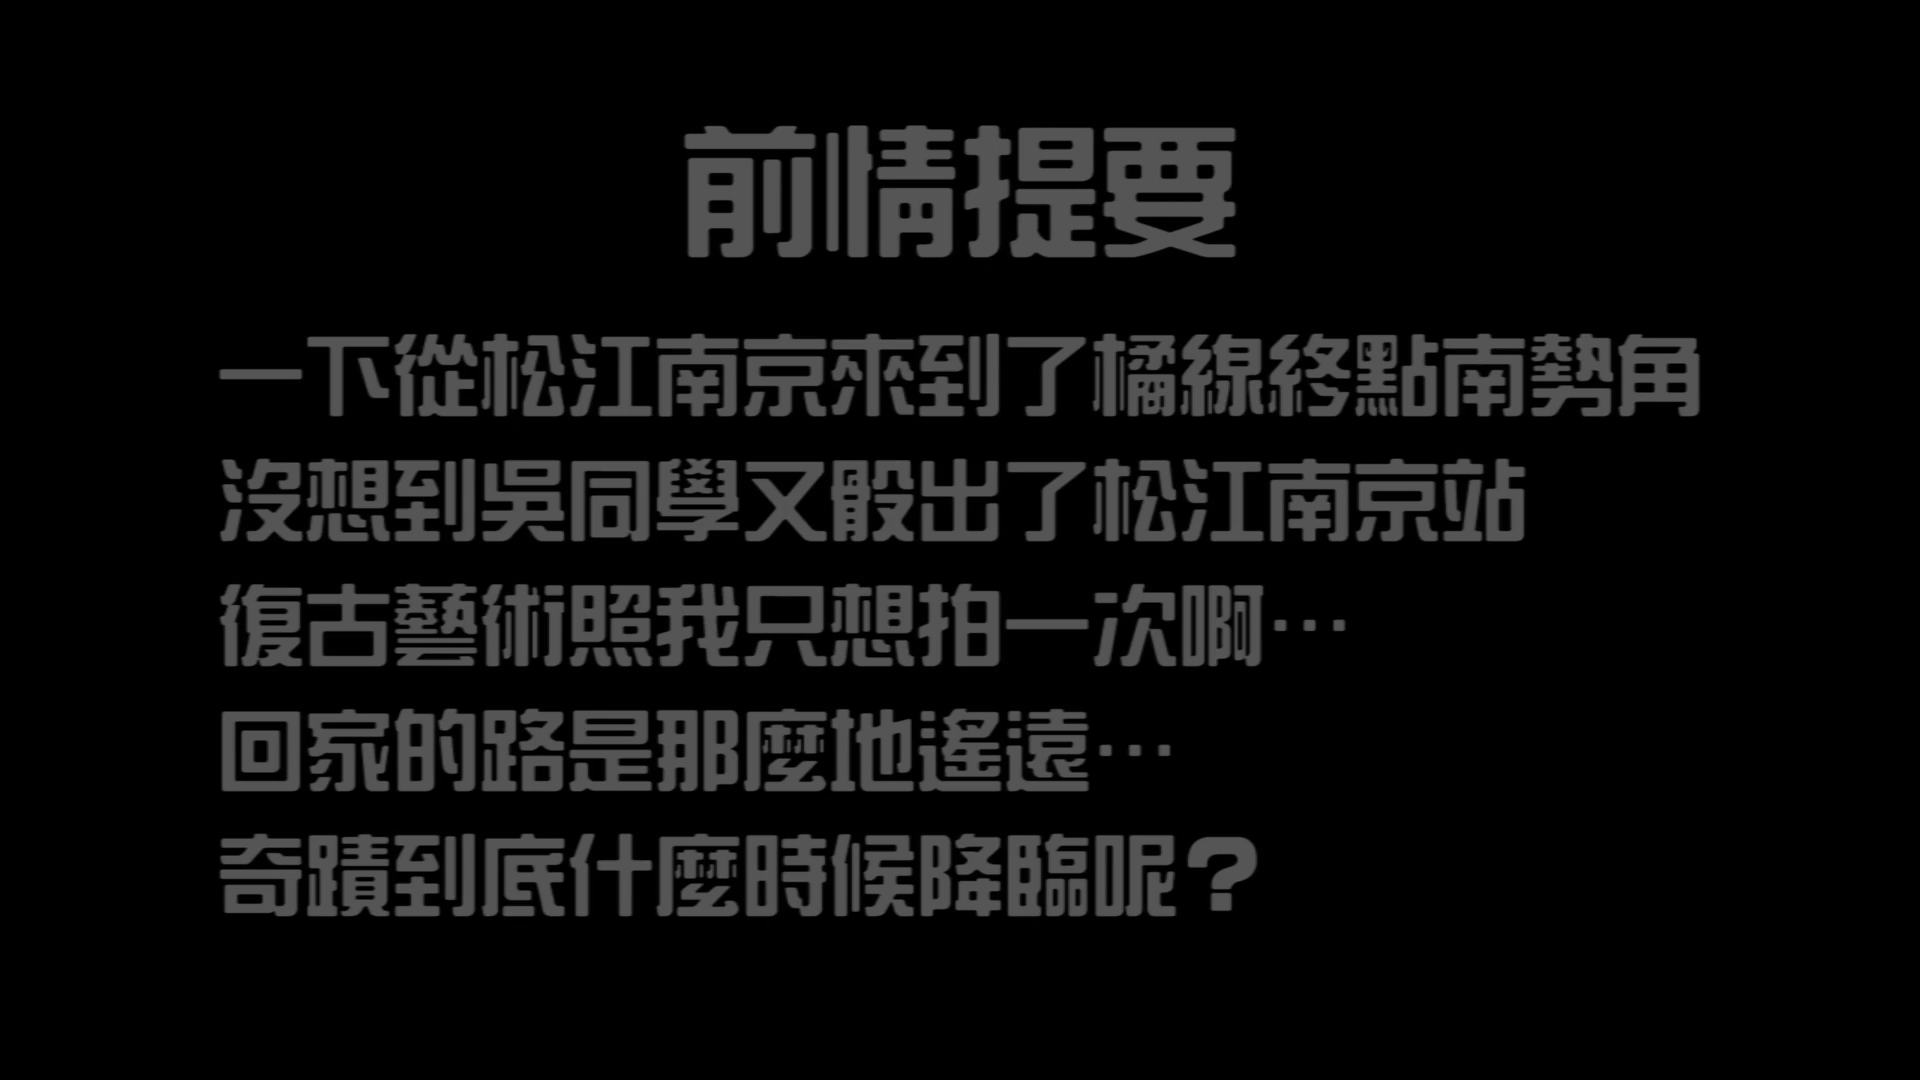 前情提要
一下從松江南京來到了橘線終點南勢角
沒想到吳同學又骰出了松江南京站
復古藝術照我只想拍一次啊…
回家的路是那麼地遙遠…
奇蹟到底什麼時候降臨呢?